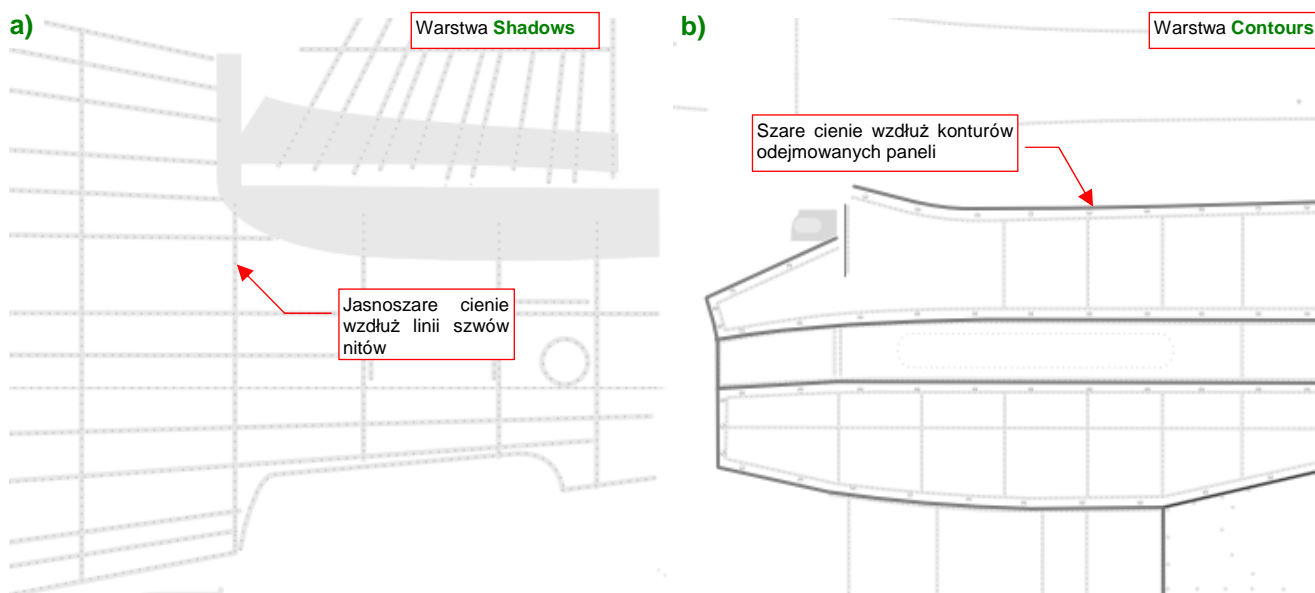 a)
Warstwa Shadows
Jasnoszare cienie
wzdłuż linii szwów
nitów
b)
Warstwa Contours
Szare cienie wzdłuż konturów
odejmowanych paneli